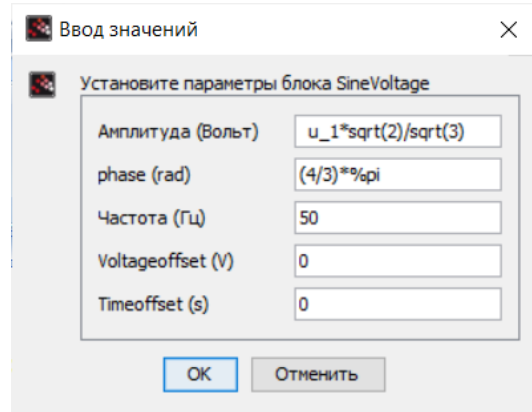 Ввод значений
Установите параметры блока SineVoltage
Амплитуда (Вольт) u_1*sqrt(2)/sqrt(3)
phase (rad) (4/3)*%pi
Частота (Гц) 50
Voltageoffset (V) 0
Timeoffset (s) 0
OK Отменить